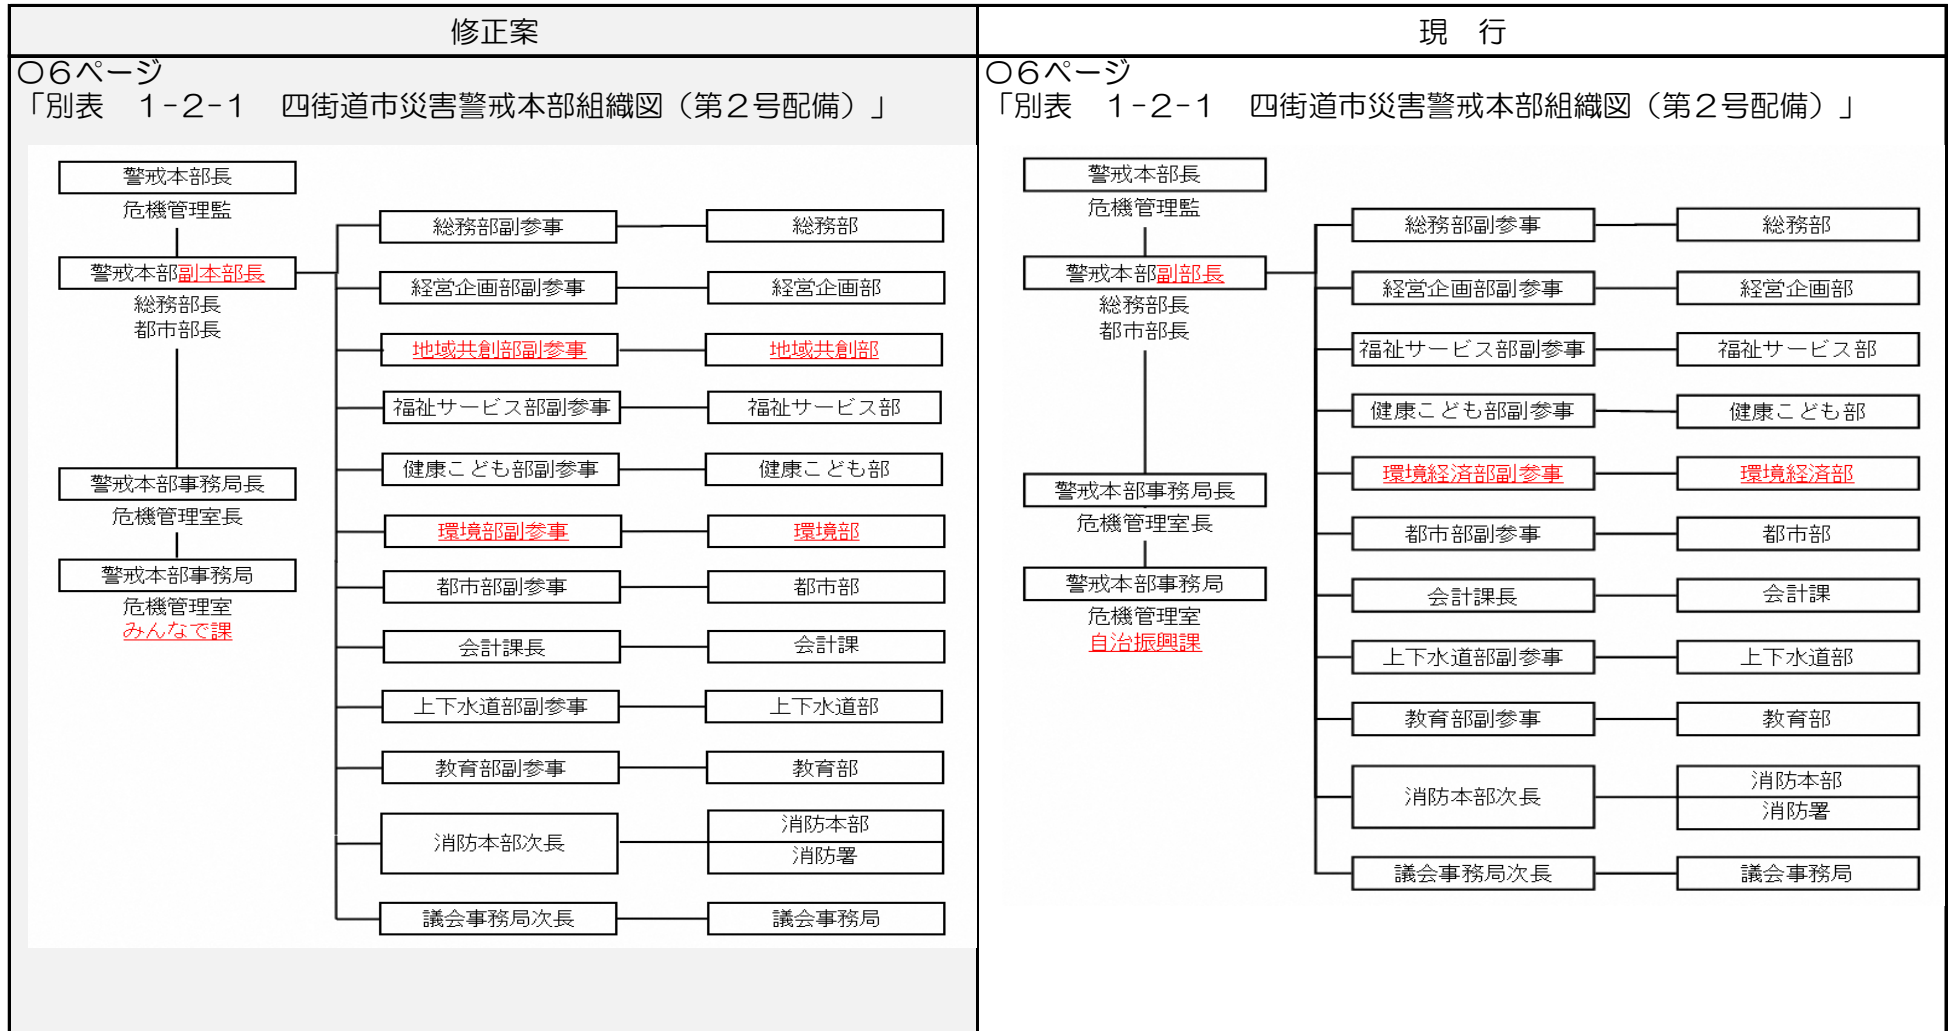 修正案
〇6ページ
「別表　1-2-1　四街道市災害警戒本部組織図（第2号配備）」
警戒本部長
危機管理監
警戒本部副本部長
総務部長
都市部長
警戒本部事務局長
危機管理室長
警戒本部事務局
危機管理室
みんなで課
総務部副参事　総務部
経営企画部副参事　経営企画部
地域共創部副参事　地域共創部
福祉サービス部副参事　福祉サービス部
健康こども部副参事　健康こども部
環境部副参事　環境部
都市部副参事　都市部
会計課長　会計課
上下水道部副参事　上下水道部
教育部副参事　教育部
消防本部次長　消防本部
消防署
議会事務局次長　議会事務局
現　行
〇6ページ
「別表　1-2-1　四街道市災害警戒本部組織図（第2号配備）」
警戒本部長
危機管理監
警戒本部副部長
総務部長
都市部長
警戒本部事務局長
危機管理室長
警戒本部事務局
危機管理室
自治振興課
総務部副参事　総務部
経営企画部副参事　経営企画部
福祉サービス部副参事　福祉サービス部
健康こども部副参事　健康こども部
環境経済部副参事　環境経済部
都市部副参事　都市部
会計課長　会計課
上下水道部副参事　上下水道部
教育部副参事　教育部
消防本部次長　消防本部
消防署
議会事務局次長　議会事務局